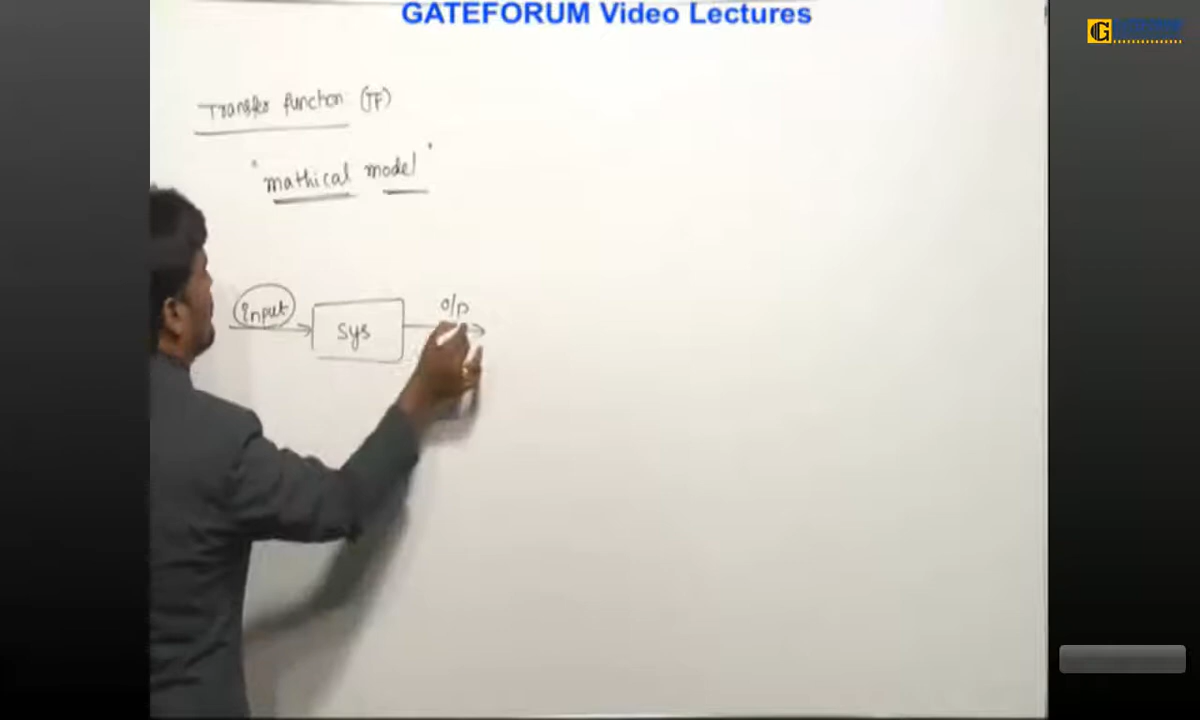 GATEFORUM Video Lectures
Transfer function (TF)
"mathical model"
Input
Sys
o/p